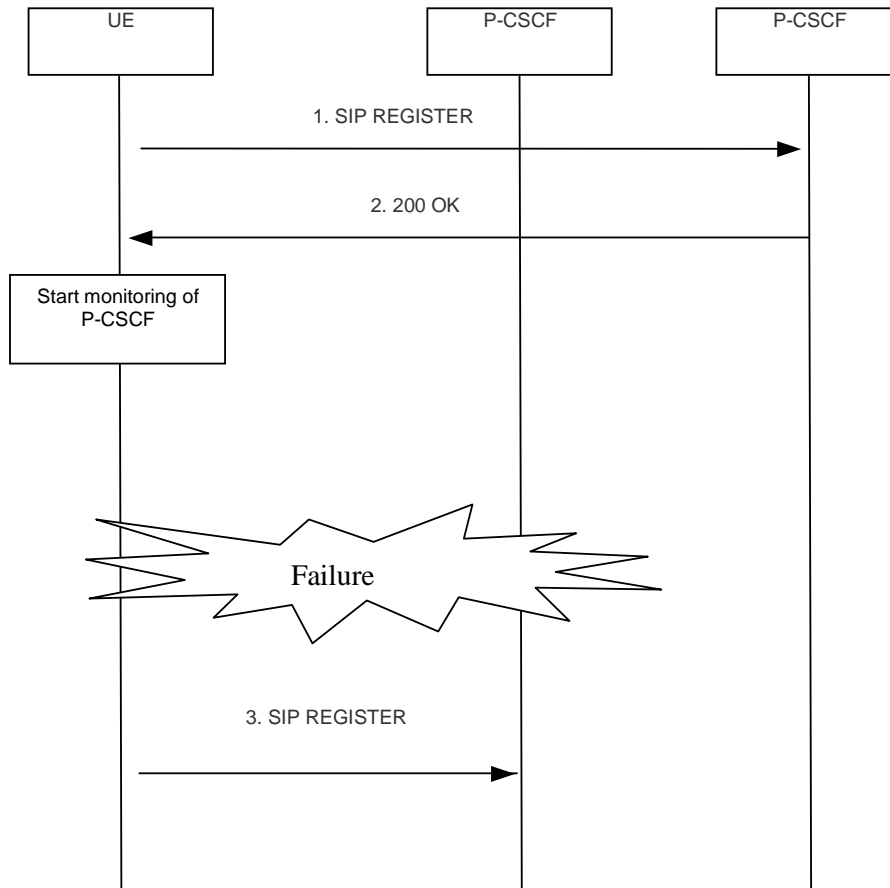 UE
P-CSCF
P-CSCF
1. SIP REGISTER
2. 200 OK
Start monitoring of
P-CSCF
Failure
3. SIP REGISTER